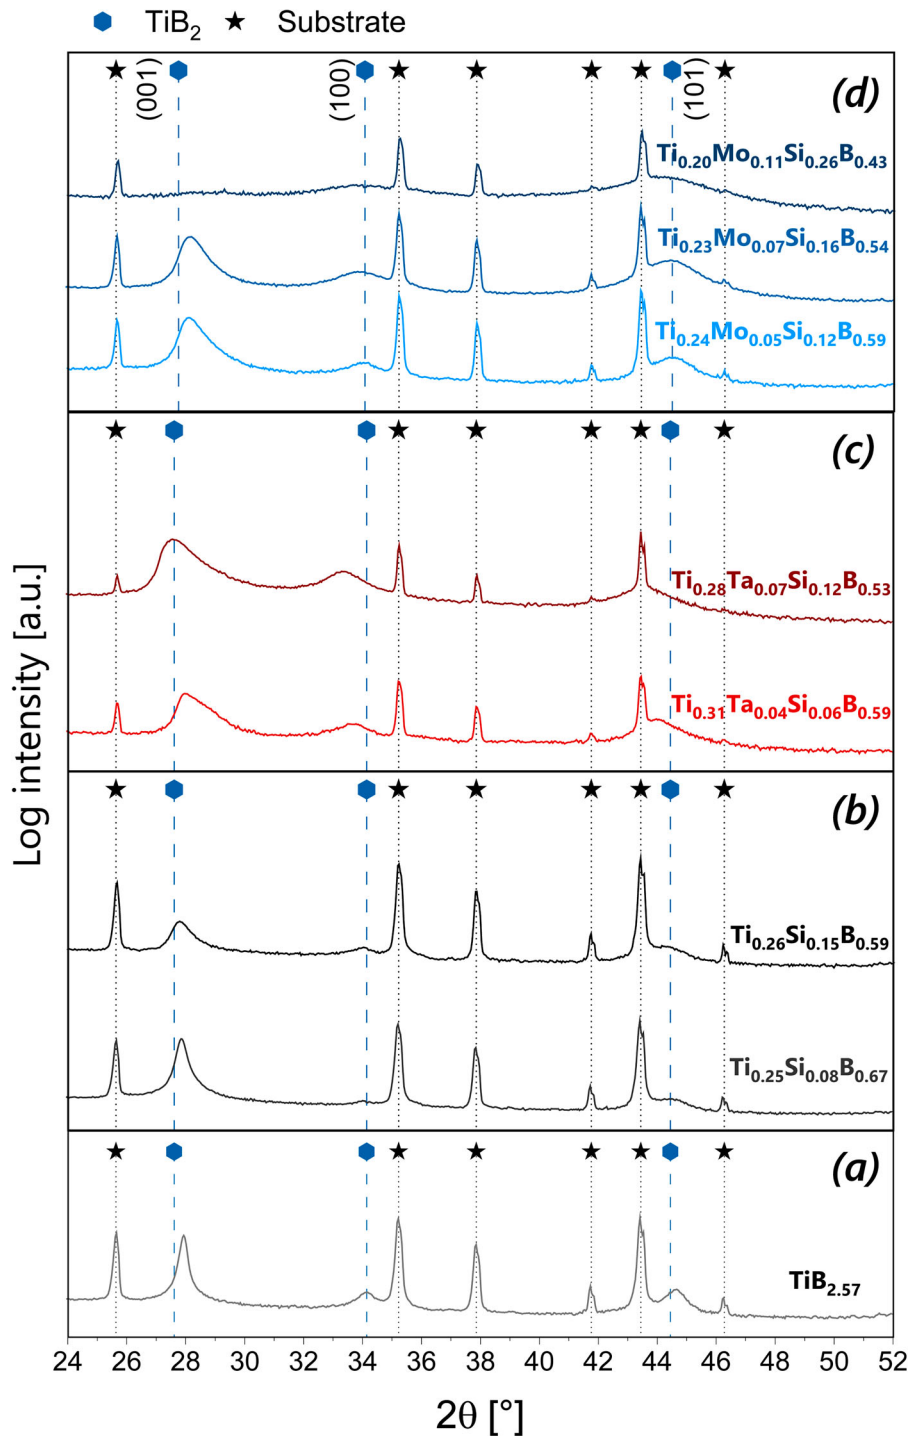 TiB2 Substrate
(001) (100) (101) (d)
Ti0.20Mo0.11Si0.26B0.43
Ti0.23Mo0.07Si0.16B0.54
Ti0.24Mo0.05Si0.12B0.59
(c)
Ti0.28Ta0.07Si0.12B0.53
Ti0.31Ta0.04Si0.06B0.59
Log intensity [a.u.]
(b)
Ti0.26Si0.15B0.59
Ti0.25Si0.08B0.67
(a)
TiB2.57
24 26 28 30 32 34 36 38 40 42 44 46 48 50 52
2θ [°]